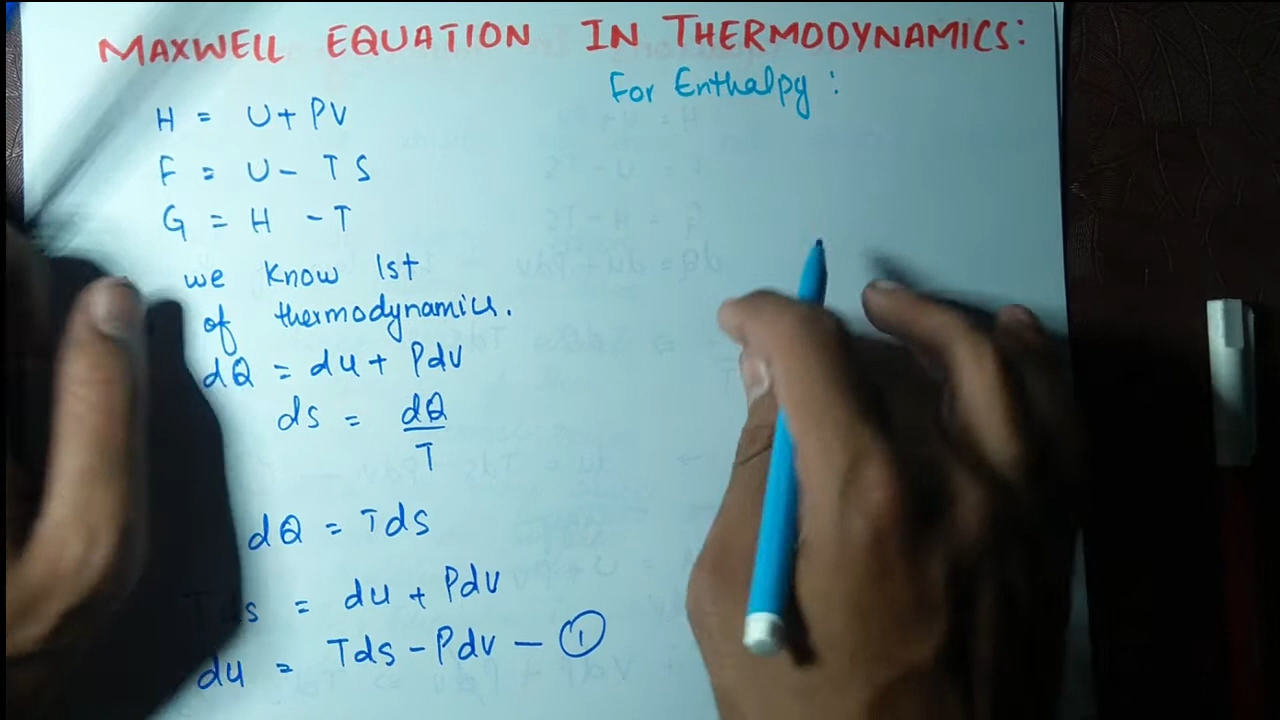 MAXWELL EQUATION IN THERMODYNAMICS:
For Enthalpy:
H = U + PV
F = U - TS
G = H - T
we know 1st
of thermodynamics.
dQ = du + Pdv
ds = dQ/T
dQ = Tds
Tds = du + Pdv
du = Tds - Pdv - ①